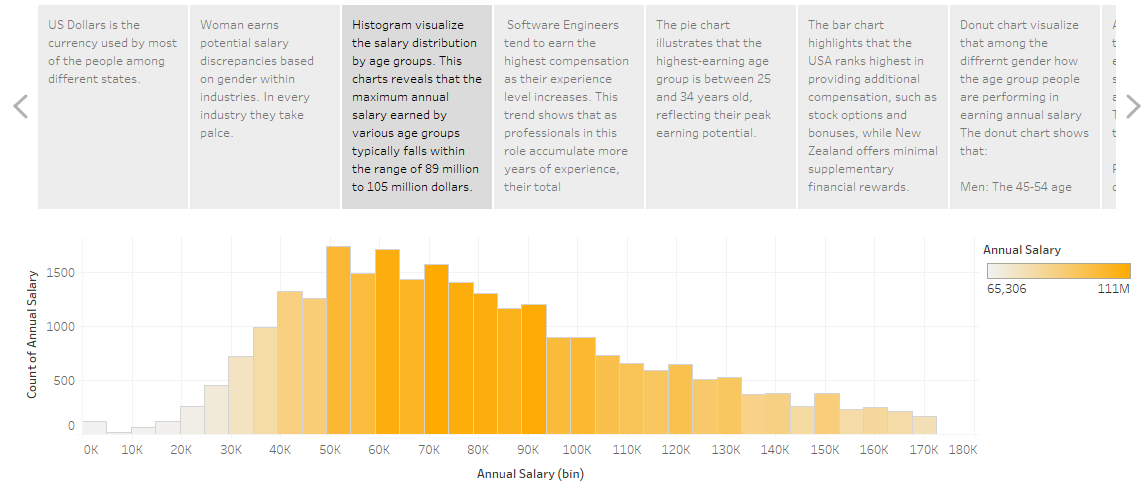 US Dollars is the
currency used by most
of the people among
different states.
Woman earns
potential salary
discrepancies based
on gender within
industries. In every
industry they take
palce.
Histogram visualize
the salary distribution
by age groups. This
charts reveals that the
maximum annual
salary earned by
various age groups
typically falls within
the range of 89 million
to 105 million dollars.
Software Engineers
tend to earn the
highest compensation
as their experience
level increases. This
trend shows that as
professionals in this
role accumulate more
years of experience,
their total
The pie chart
illustrates that the
highest-earning age
group is between 25
and 34 years old,
reflecting their peak
earning potential.
The bar chart
highlights that the
USA ranks highest in
providing additional
compensation, such as
stock options and
bonuses, while New
Zealand offers minimal
supplementary
financial rewards.
Donut chart visualize
that among the
differrnt gender how
the age group people
are performing in
earning annual salary
The donut chart shows
that:
Men: The 45-54 age
Annual Salary
65,306 111M
Count of Annual Salary
1500
1000
500
0
0K 10K 20K 30K 40K 50K 60K 70K 80K 90K 100K 110K 120K 130K 140K 150K 160K 170K 180K
Annual Salary (bin)